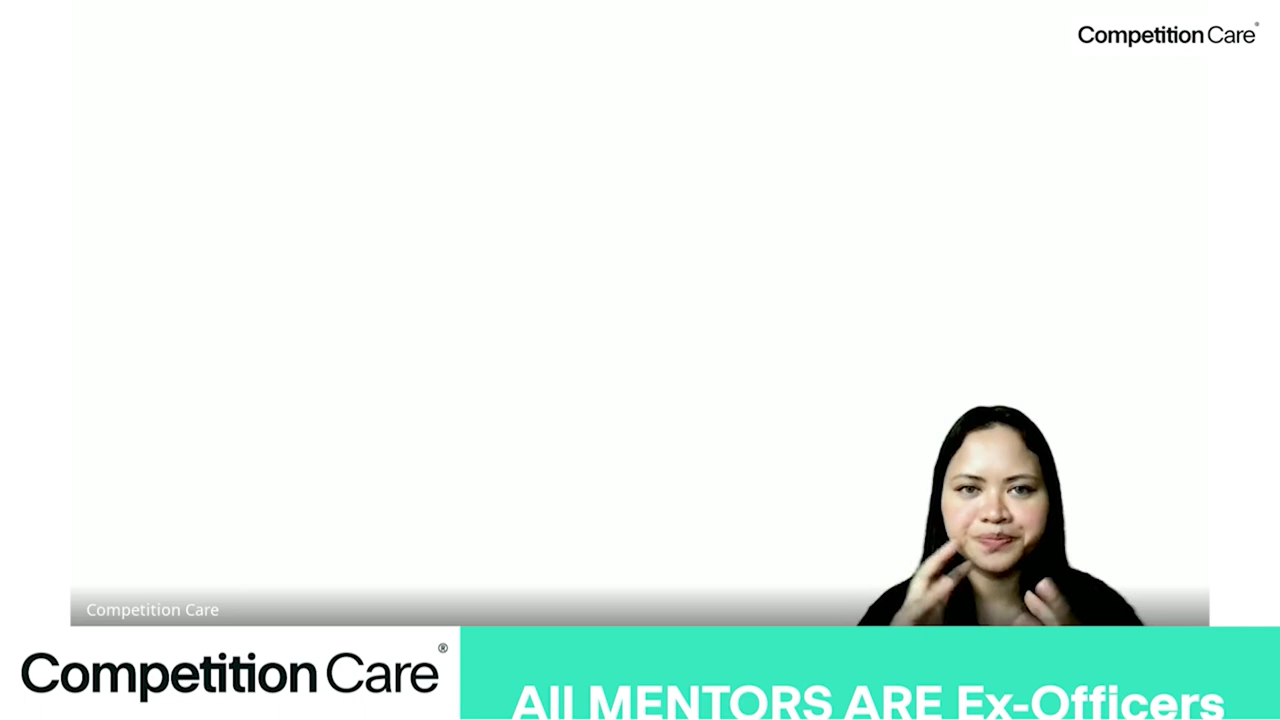 Competition Care®
Competition Care
Competition Care®
All MENTORS ARE Ex-Officers